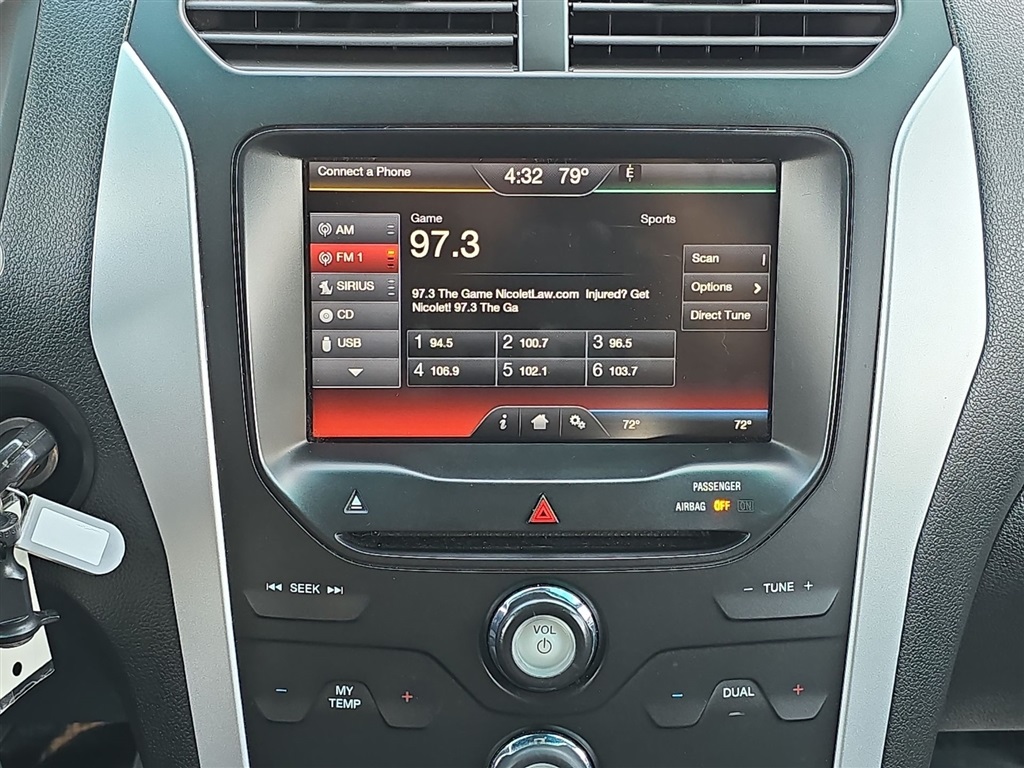 Connect a Phone
4:32 79° E
Game Sports
97.3
AM
FM 1
SIRIUS
CD
USB
Scan
Options
Direct Tune
97.3 The Game NicoletLaw.com Injured? Get
Nicolet! 97.3 The Ga
1 94.5 2 100.7 3 96.5
4 106.9 5 102.1 6 103.7
i 72° 72°
PASSENGER
AIRBAG OFF ON
SEEK
− TUNE +
VOL
− MY TEMP +
− DUAL +